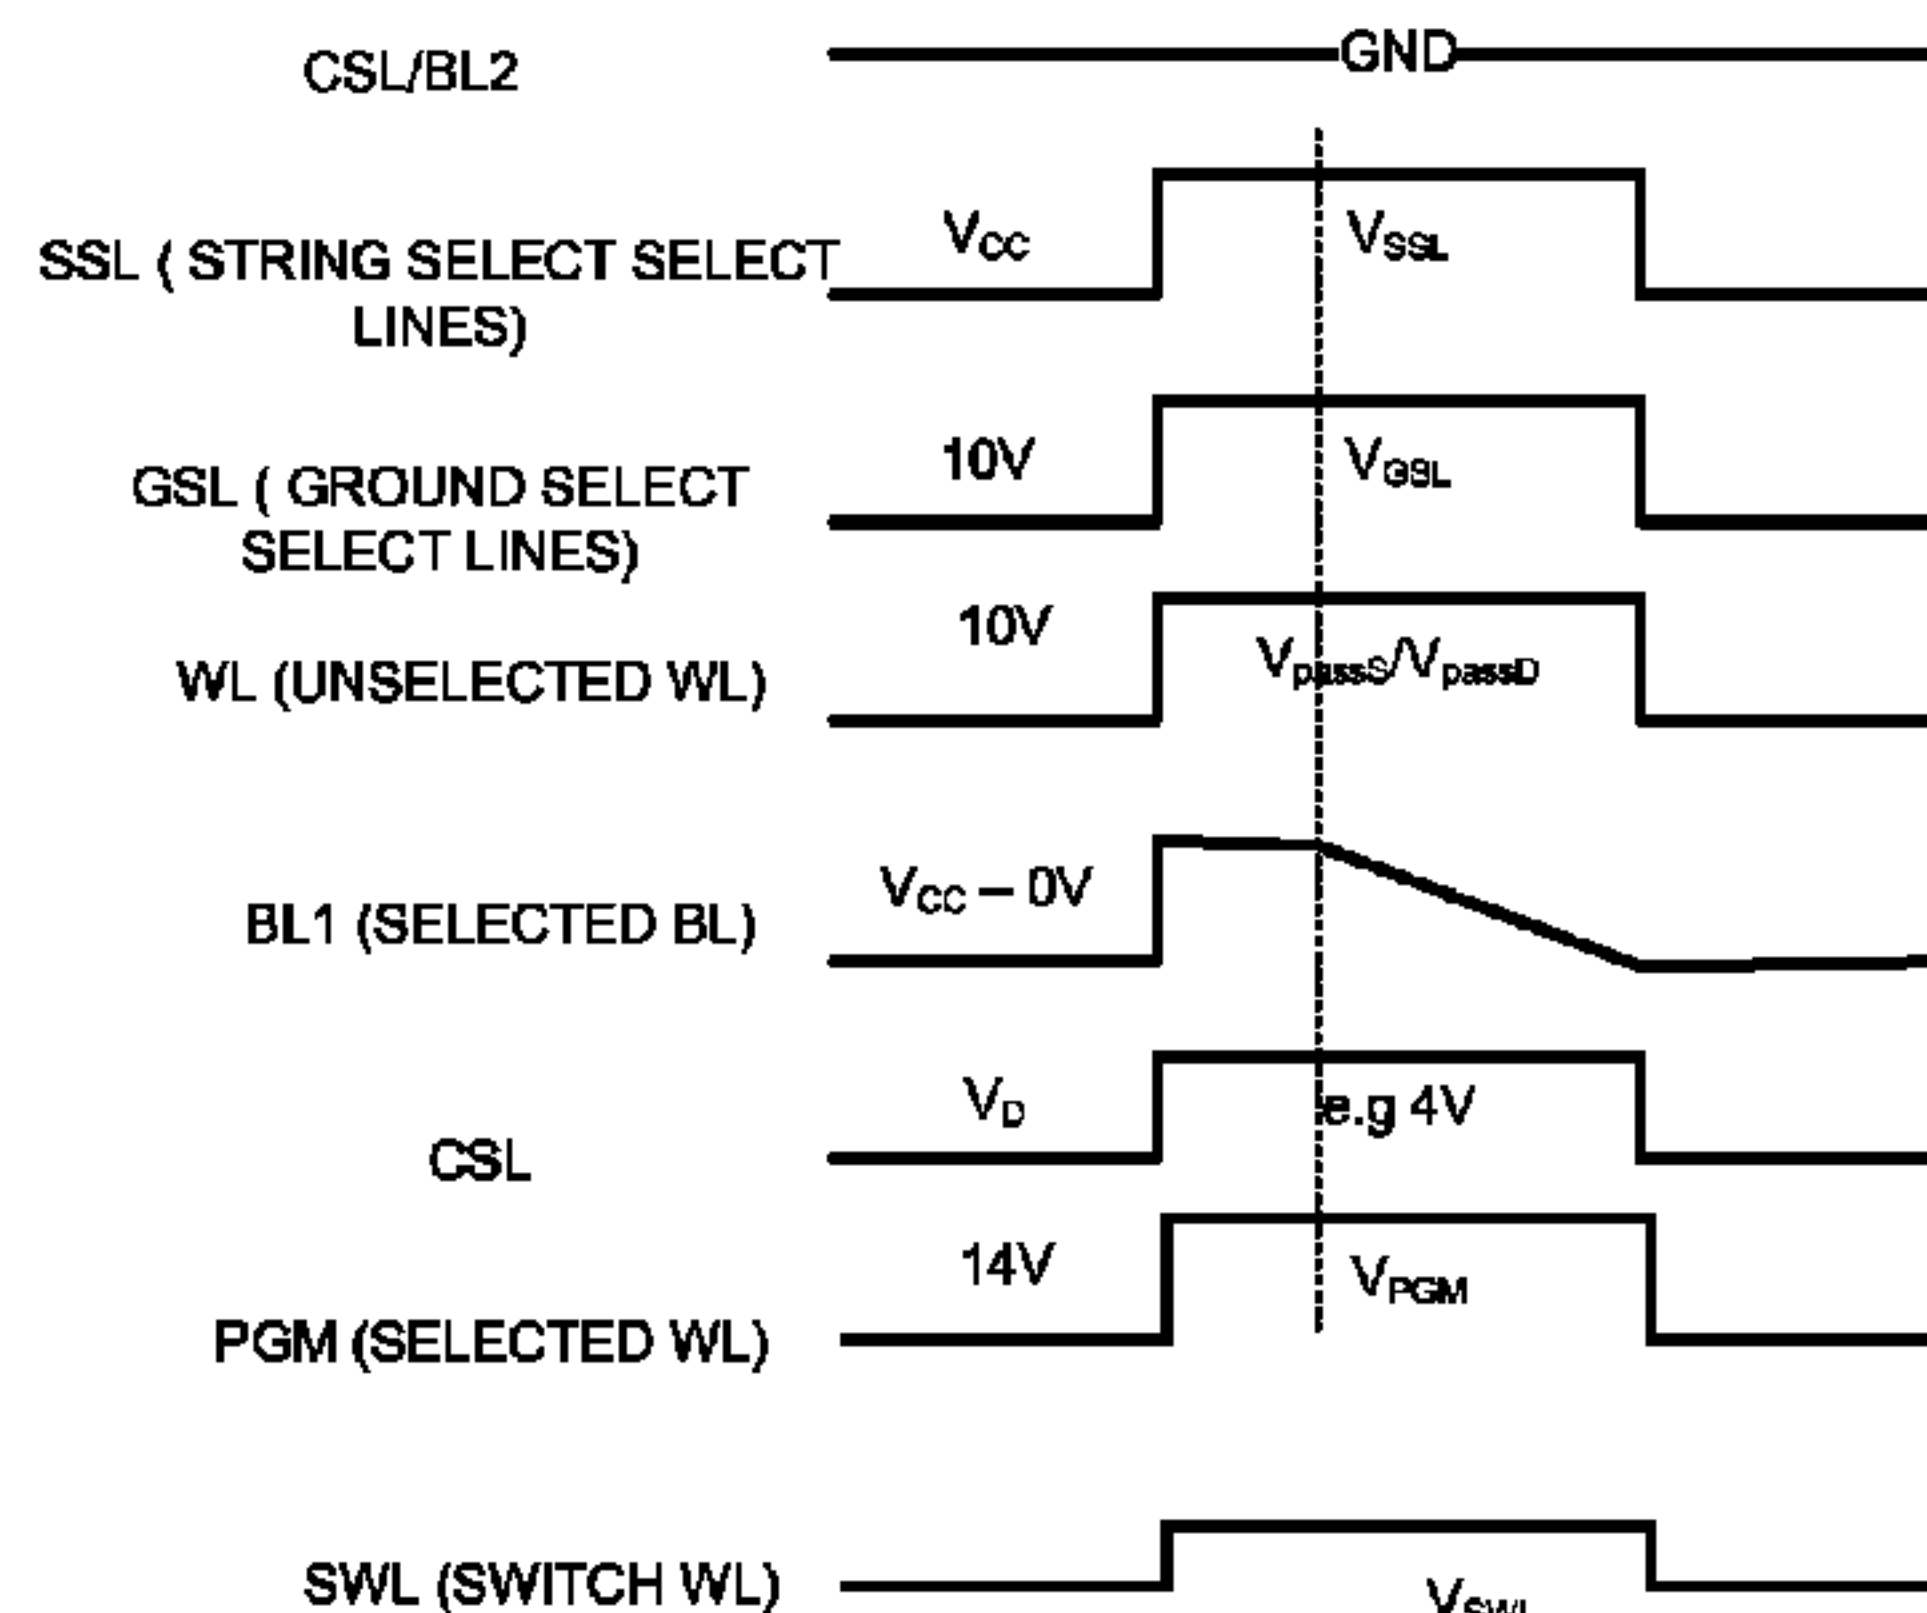 CSL/BL2
GND
SSL ( STRING SELECT SELECT
LINES)
VCC
VSSL
GSL ( GROUND SELECT
SELECT LINES)
10V
VGSL
WL (UNSELECTED WL)
10V
VpassS/VpassD
BL1 (SELECTED BL)
VCC – 0V
CSL
VD
e.g 4V
PGM (SELECTED WL)
14V
VPGM
SWL (SWITCH WL)
VSWL